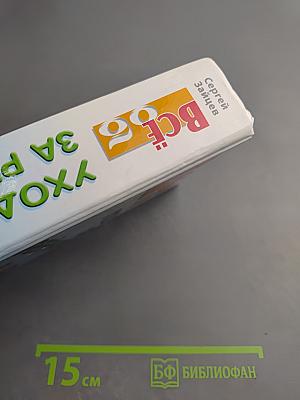 Сергей
Зайцев
Всё
об
УХОД
ЗА Р
15 см
БФ БИБЛИОФАН